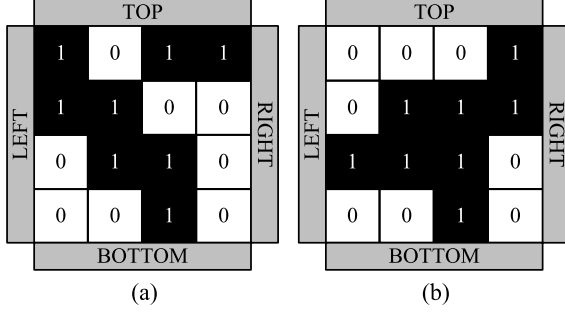 TOP TOP
1 0 1 1 0 0 0 1
1 1 0 0 0 1 1 1
LEFT RIGHT LEFT RIGHT
0 1 1 0 1 1 1 0
0 0 1 0 0 0 1 0
BOTTOM BOTTOM
(a) (b)